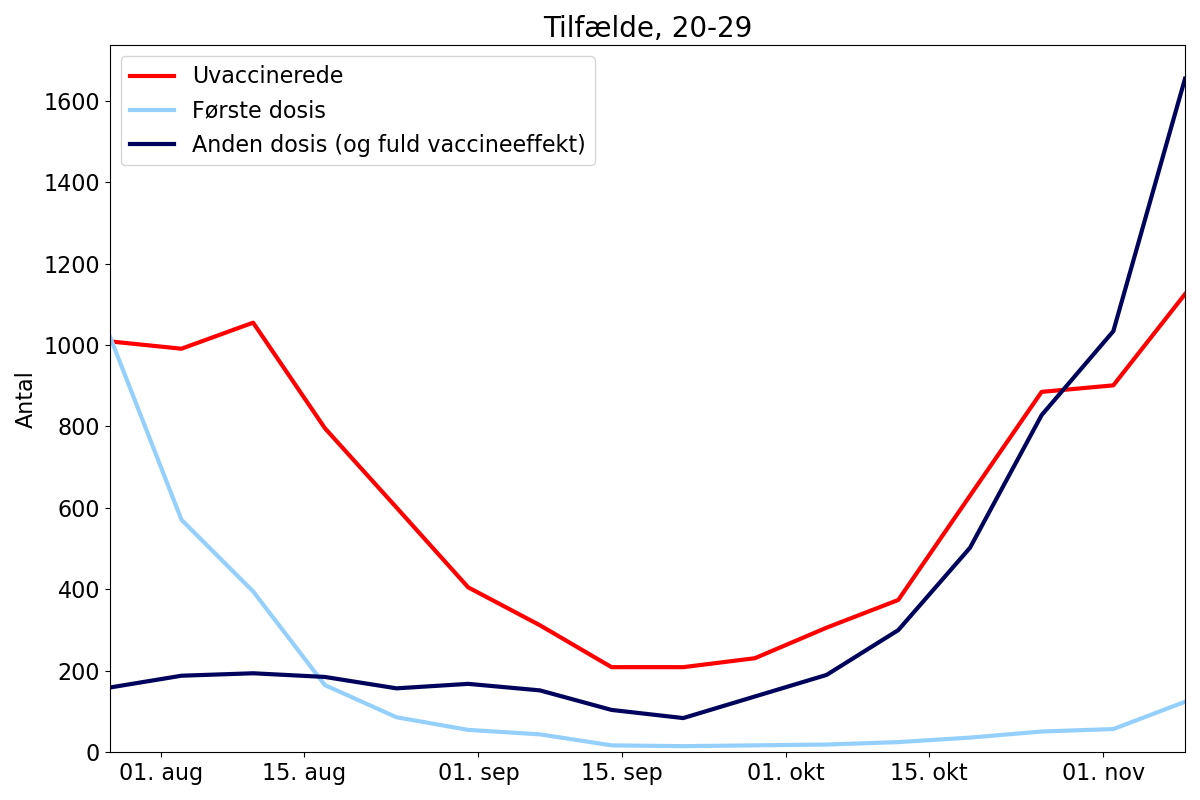 Tilfælde, 20-29
Uvaccinerede
Første dosis
Anden dosis (og fuld vaccineeffekt)
Antal
1600
1400
1200
1000
800
600
400
200
0
01. aug 15. aug 01. sep 15. sep 01. okt 15. okt 01. nov